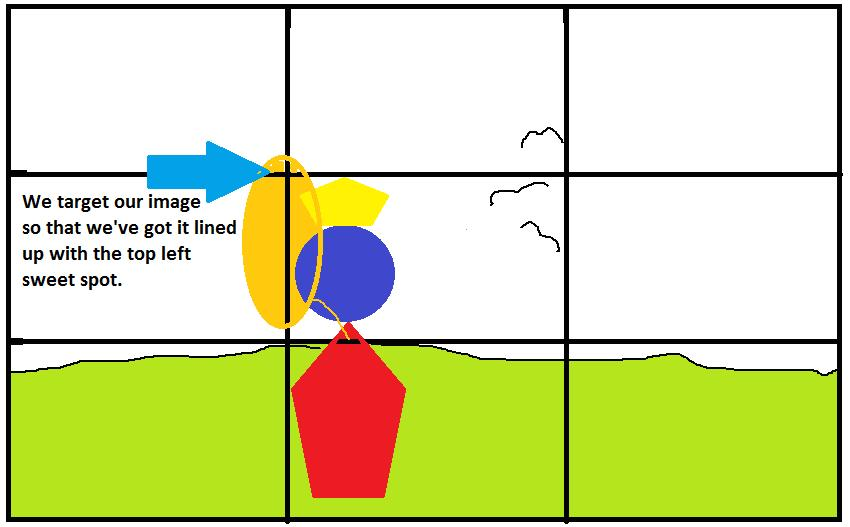 We target our image
so that we've got it lined
up with the top left
sweet spot.